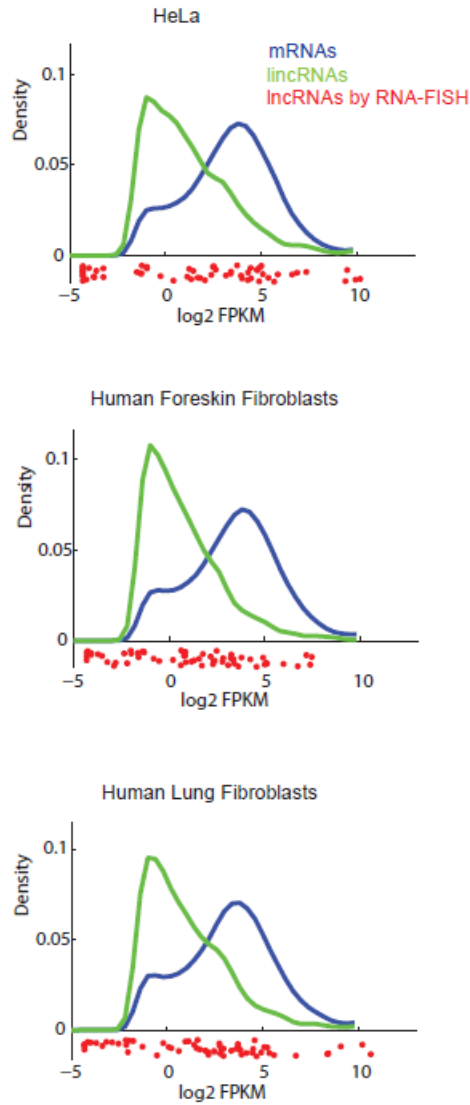 HeLa
mRNAs
lincRNAs
lncRNAs by RNA-FISH
Density
0.1
0.05
0
−5 0 5 10
log2 FPKM
Human Foreskin Fibroblasts
Density
0.1
0.05
0
−5 0 5 10
log2 FPKM
Human Lung Fibroblasts
Density
0.1
0.05
0
−5 0 5 10
log2 FPKM